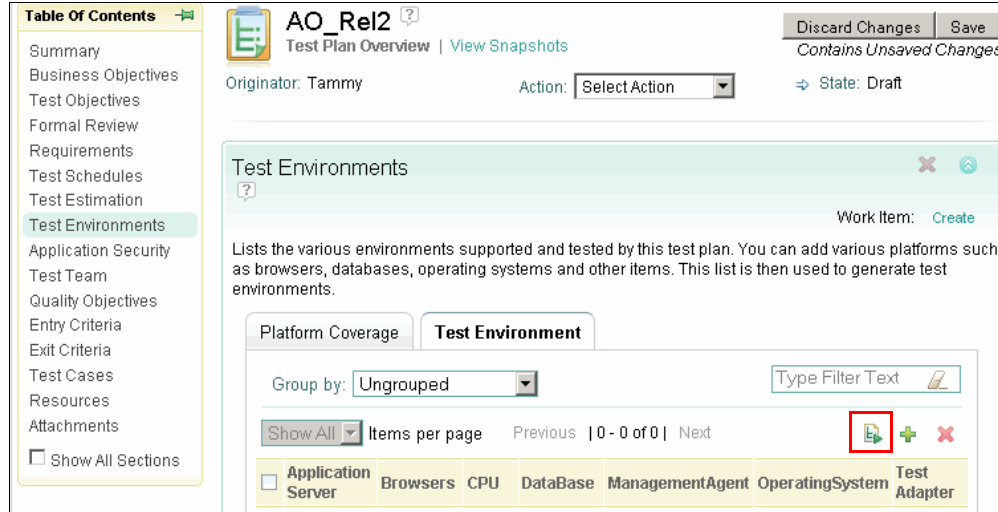 Table Of Contents
Summary
Business Objectives
Test Objectives
Formal Review
Requirements
Test Schedules
Test Estimation
Test Environments
Application Security
Test Team
Quality Objectives
Entry Criteria
Exit Criteria
Test Cases
Resources
Attachments
Show All Sections
AO_Rel2 ?
Test Plan Overview | View Snapshots
Discard Changes Save
Contains Unsaved Changes
Originator: Tammy
Action: Select Action
State: Draft
Test Environments
?
Work Item: Create
Lists the various environments supported and tested by this test plan. You can add various platforms such
as browsers, databases, operating systems and other items. This list is then used to generate test
environments.
Platform Coverage
Test Environment
Group by: Ungrouped
Type Filter Text
Show All Items per page Previous | 0 - 0 of 0 | Next
Application Server Browsers CPU DataBase ManagementAgent OperatingSystem Test Adapter